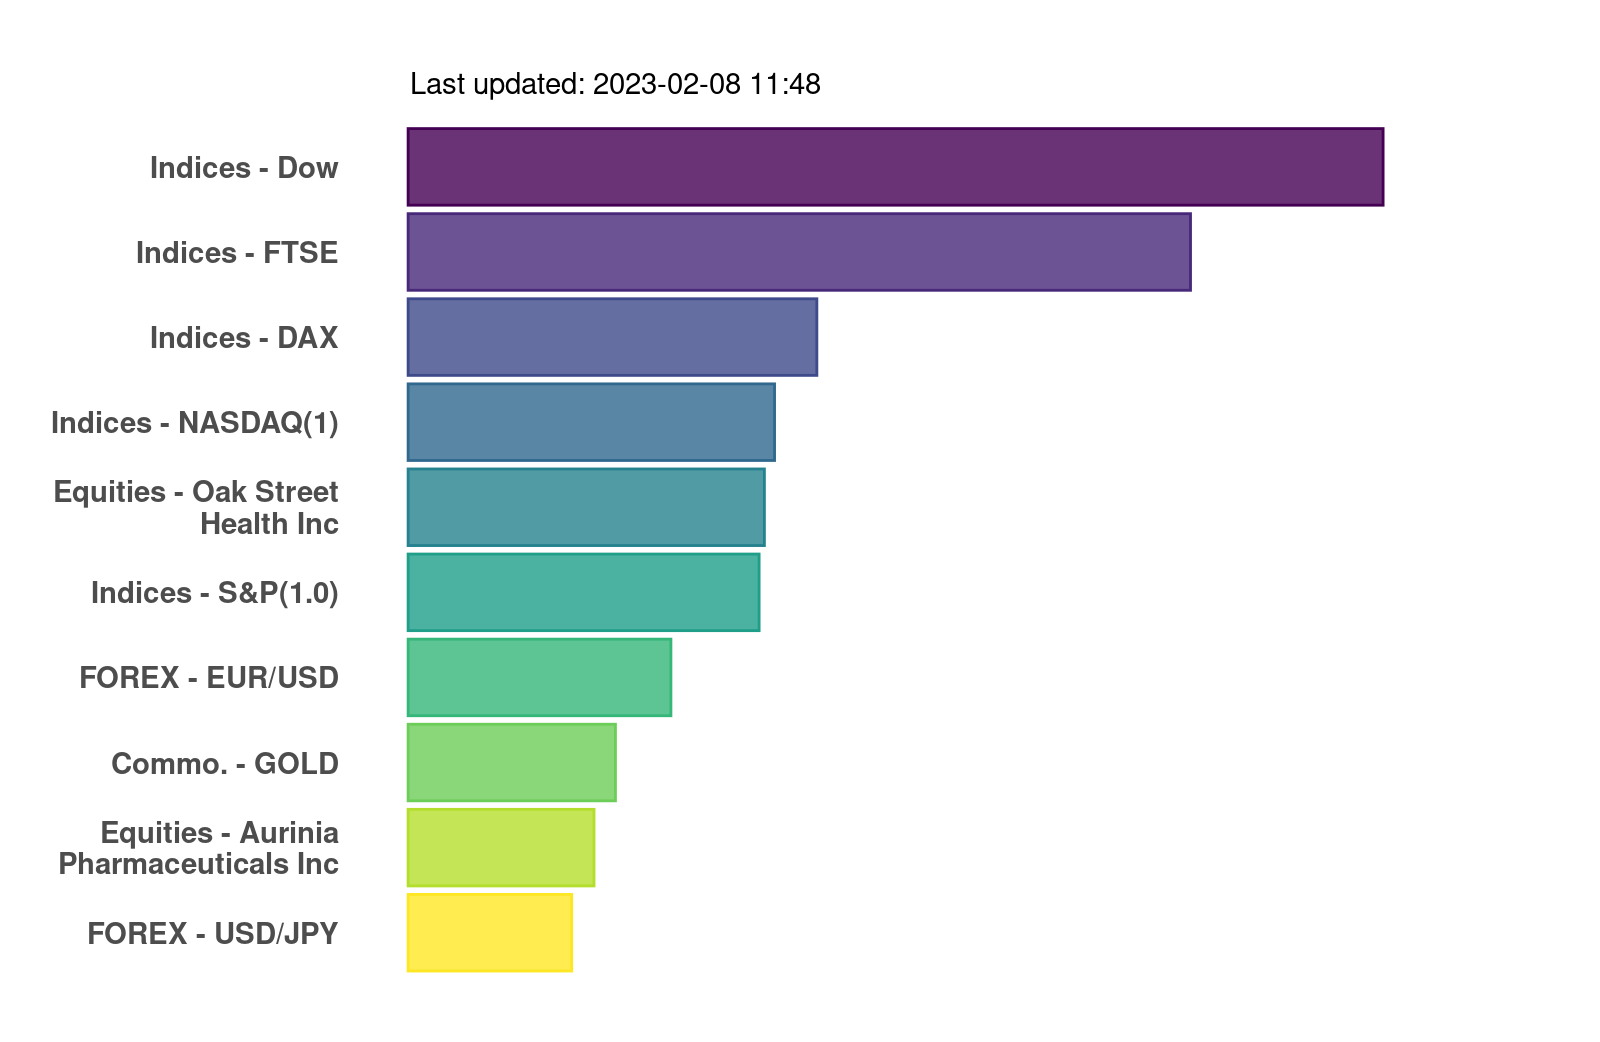 Last updated: 2023-02-08 11:48
Indices - Dow
Indices - FTSE
Indices - DAX
Indices - NASDAQ(1)
Equities - Oak Street
Health Inc
Indices - S&P(1.0)
FOREX - EUR/USD
Commo. - GOLD
Equities - Aurinia
Pharmaceuticals Inc
FOREX - USD/JPY